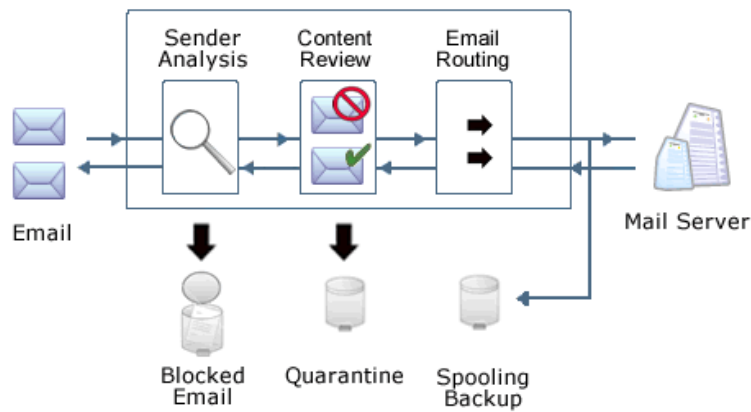 Sender
Analysis
Content
Review
Email
Routing
Email
Mail Server
Blocked
Email
Quarantine
Spooling
Backup